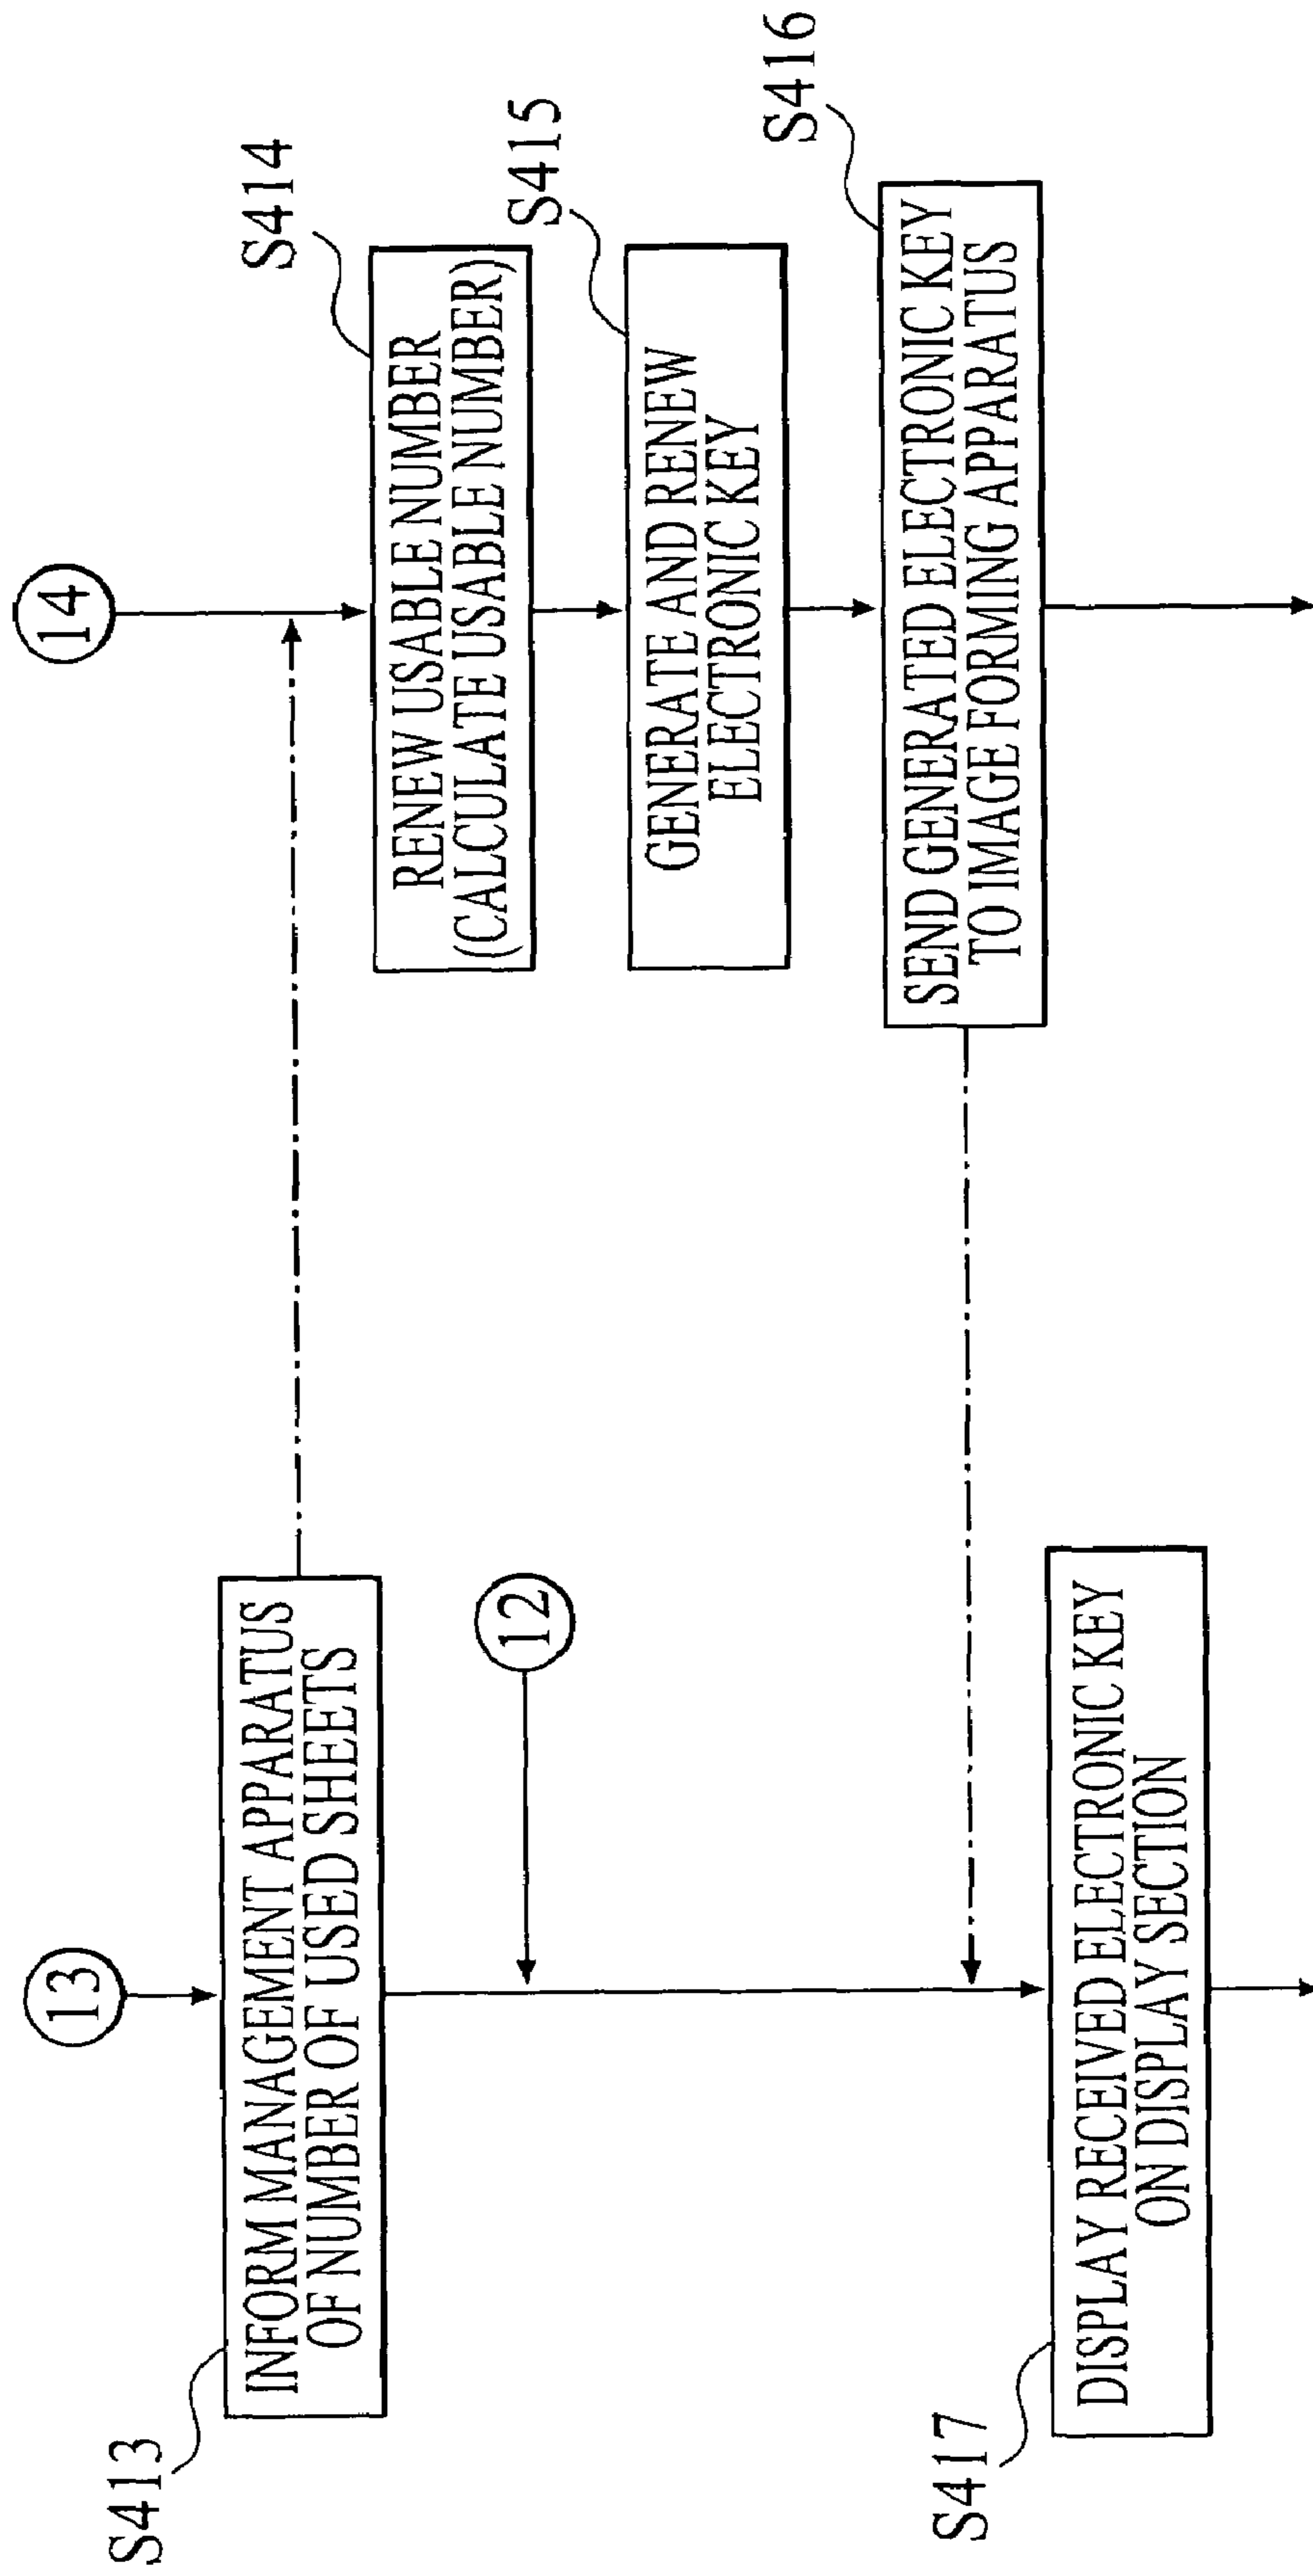 13
S413
INFORM MANAGEMENT APPARATUS
OF NUMBER OF USED SHEETS
12
S417
DISPLAY RECEIVED ELECTRONIC KEY
ON DISPLAY SECTION
14
S414
RENEW USABLE NUMBER
(CALCULATE USABLE NUMBER)
S415
GENERATE AND RENEW
ELECTRONIC KEY
S416
SEND GENERATED ELECTRONIC KEY
TO IMAGE FORMING APPARATUS